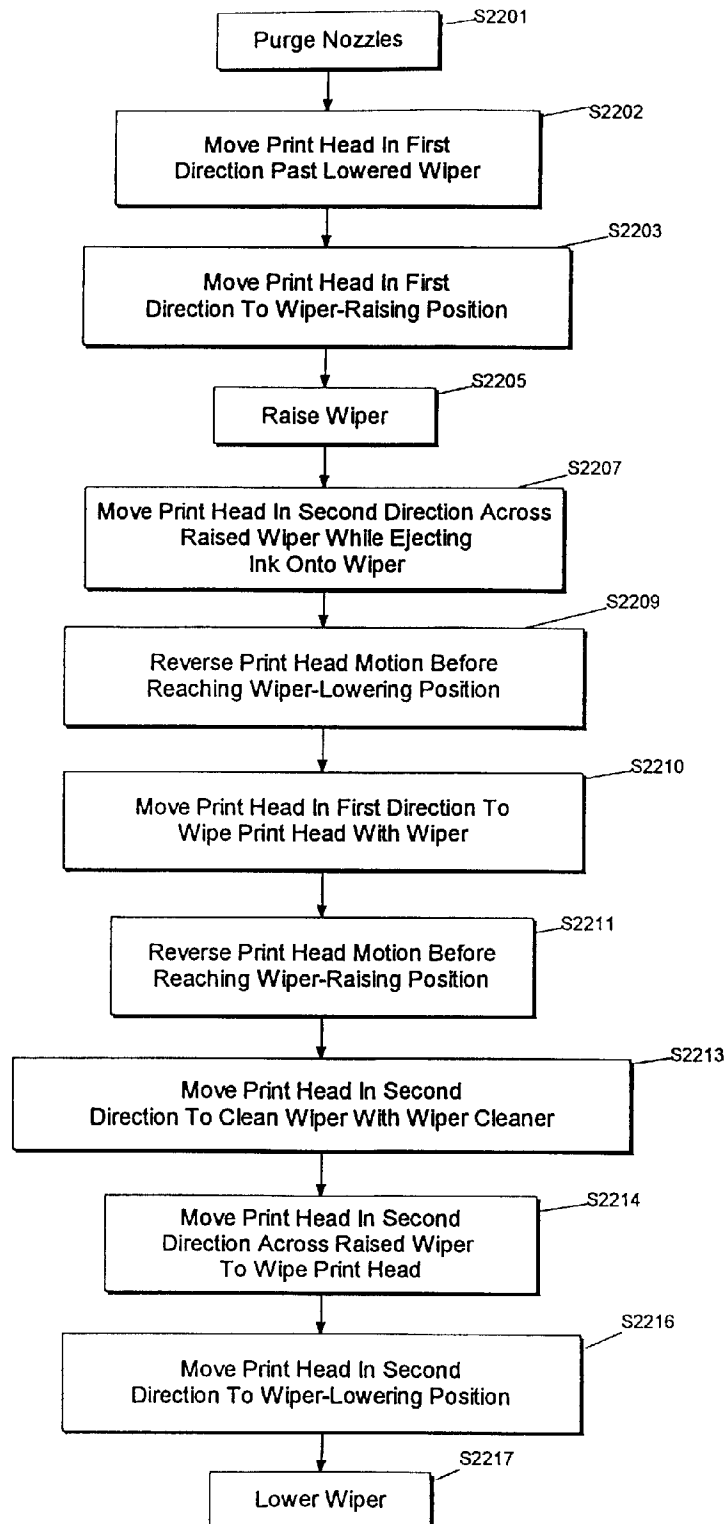 S2201
Purge Nozzles
S2202
Move Print Head In First
Direction Past Lowered Wiper
S2203
Move Print Head In First
Direction To Wiper-Raising Position
S2205
Raise Wiper
S2207
Move Print Head In Second Direction Across
Raised Wiper While Ejecting
Ink Onto Wiper
S2209
Reverse Print Head Motion Before
Reaching Wiper-Lowering Position
S2210
Move Print Head In First Direction To
Wipe Print Head With Wiper
S2211
Reverse Print Head Motion Before
Reaching Wiper-Raising Position
S2213
Move Print Head In Second
Direction To Clean Wiper With Wiper Cleaner
S2214
Move Print Head In Second
Direction Across Raised Wiper
To Wipe Print Head
S2216
Move Print Head In Second
Direction To Wiper-Lowering Position
S2217
Lower Wiper